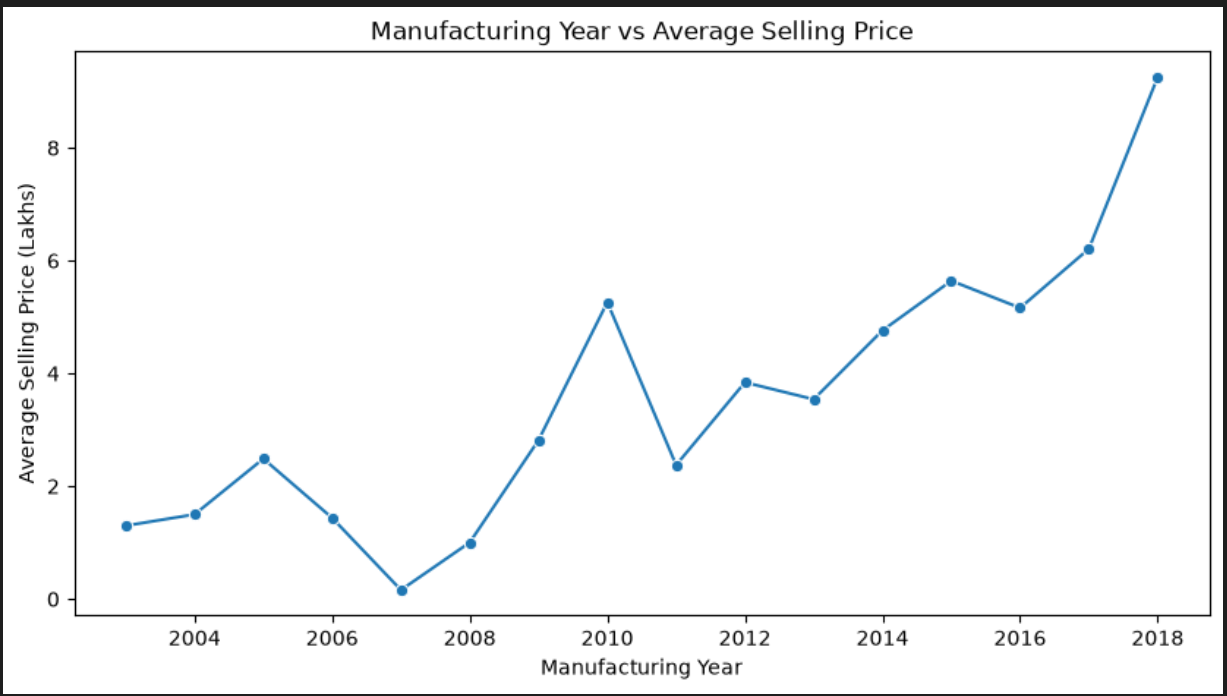 Manufacturing Year vs Average Selling Price
Average Selling Price (Lakhs)
8
6
4
2
0
2004 2006 2008 2010 2012 2014 2016 2018
Manufacturing Year